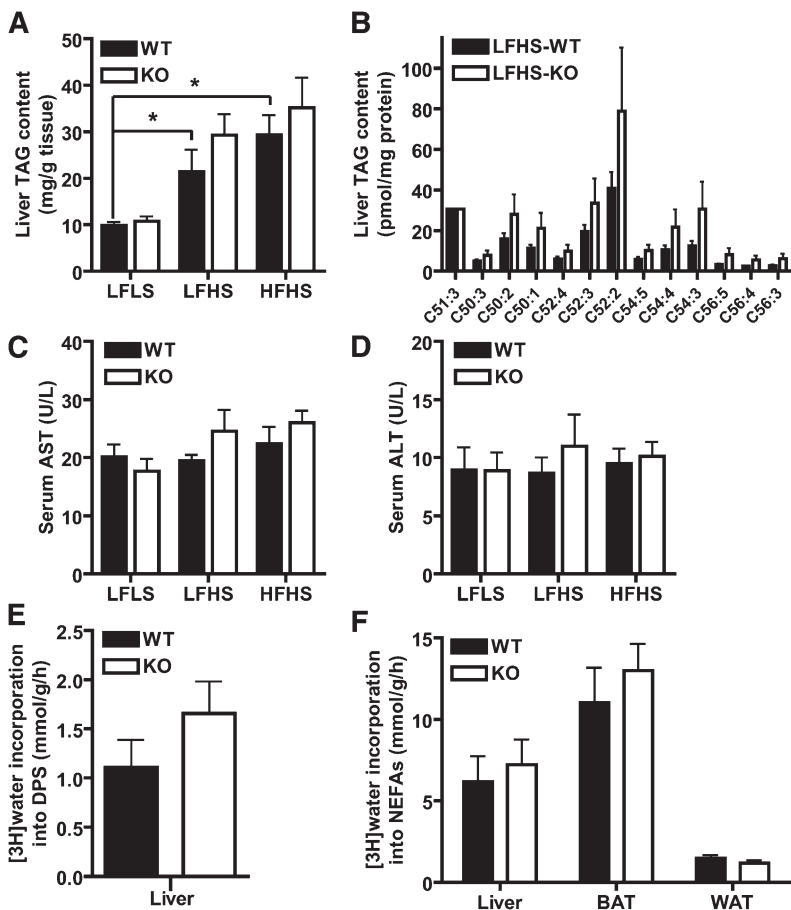 A
Liver TAG content
(mg/g tissue)
50
40
30
20
10
0
WT
KO
*
*
LFLS LFHS HFHS
B
Liver TAG content
(pmol/mg protein)
100
80
60
40
20
0
LFHS-WT
LFHS-KO
C51:3 C50:3 C50:2 C50:1 C52:4 C52:3 C52:2 C54:5 C54:4 C54:3 C56:5 C56:4 C56:3
C
Serum AST (U/L)
40
30
20
10
0
WT
KO
LFLS LFHS HFHS
D
Serum ALT (U/L)
20
15
10
5
0
WT
KO
LFLS LFHS HFHS
E
[3H]water incorporation
into DPS (mmol/g/h)
2.5
2.0
1.5
1.0
0.5
0.0
WT
KO
Liver
F
[3H]water incorporation
into NEFAs (mmol/g/h)
15
10
5
0
WT
KO
Liver BAT WAT